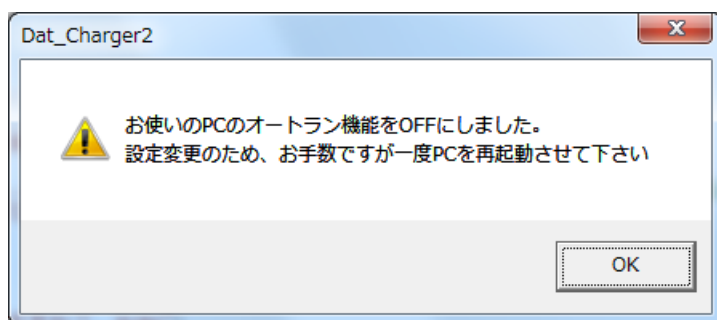 Dat_Charger2
お使いのPCのオートラン機能をOFFにしました。
設定変更のため、お手数ですが一度PCを再起動させて下さい
OK